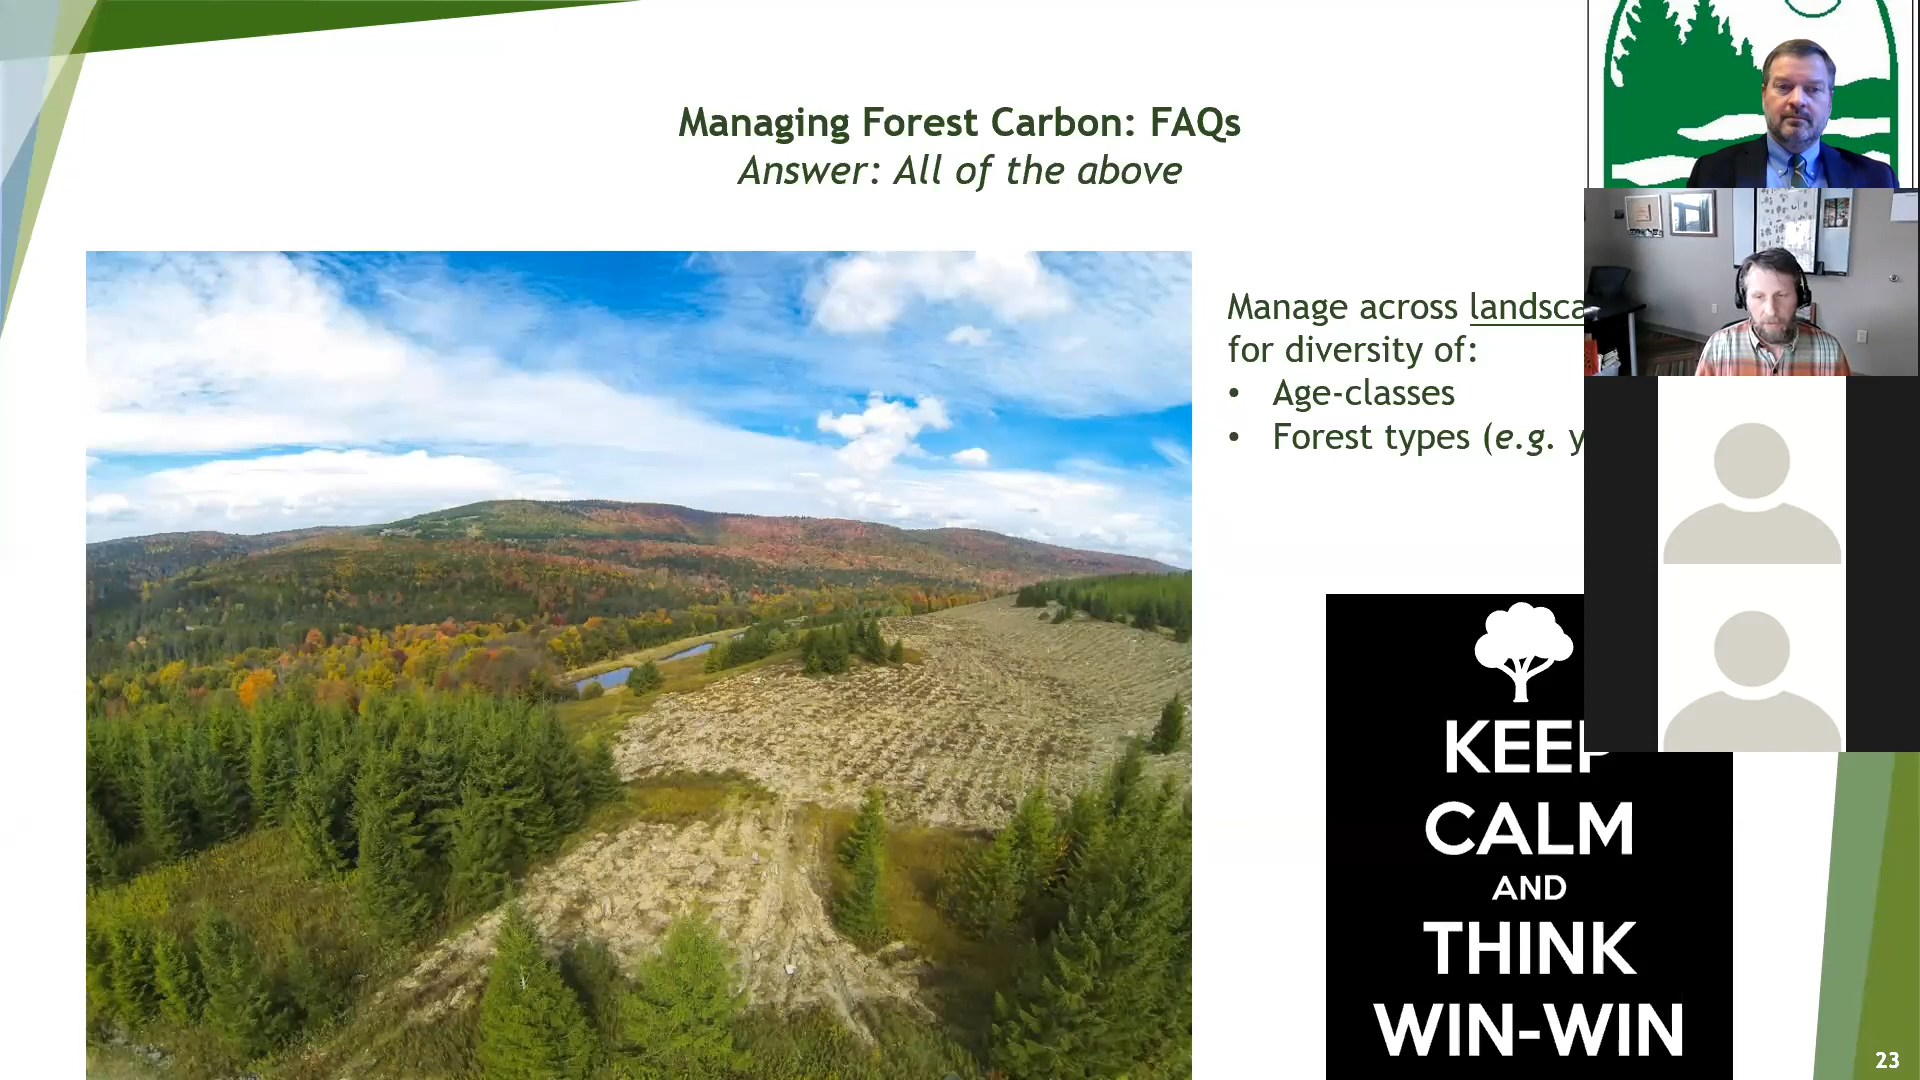 Managing Forest Carbon: FAQs
Answer: All of the above
Manage across landsca
for diversity of:
• Age-classes
• Forest types (e.g. y
KEEP
CALM
AND
THINK
WIN-WIN
23